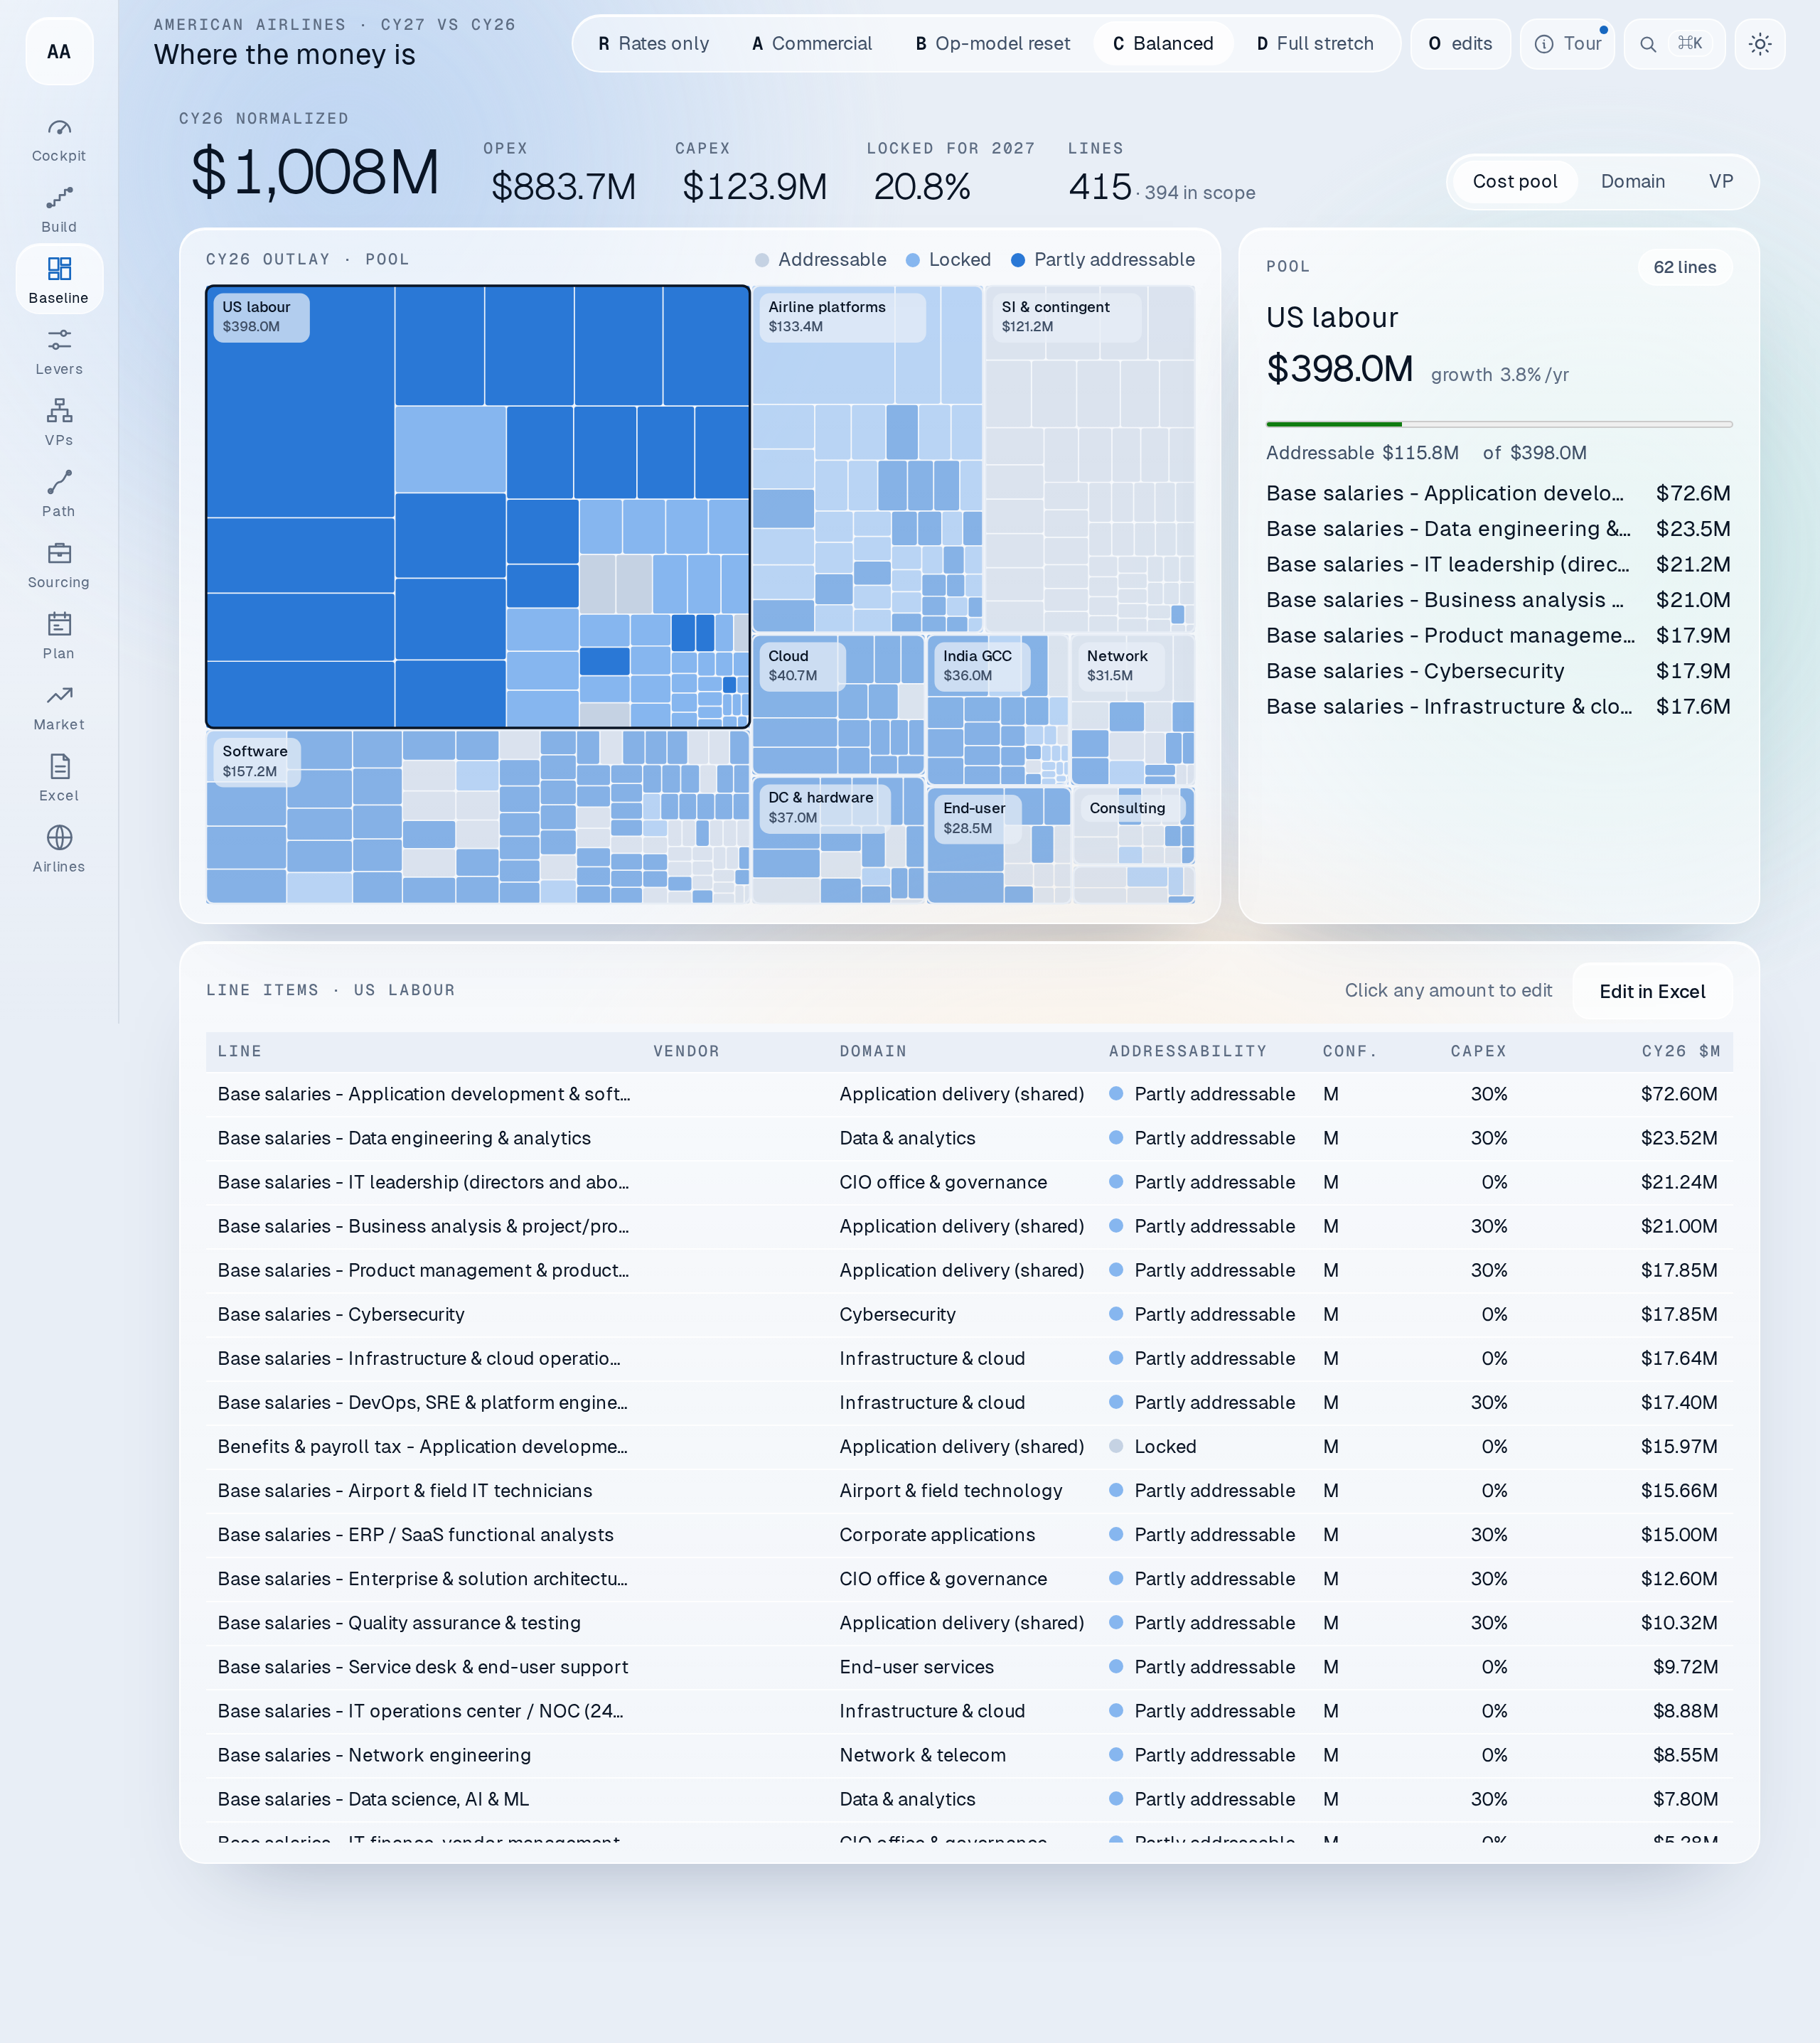 AA
Cockpit
Build
Baseline
Levers
VPs
Path
Sourcing
Plan
Market
Excel
Airlines
AMERICAN AIRLINES · CY27 VS CY26
Where the money is
R Rates only A Commercial B Op-model reset C Balanced D Full stretch
0 edits
Tour
⌘K
CY26 NORMALIZED
$1,008M
OPEX
$883.7M
CAPEX
$123.9M
LOCKED FOR 2027
20.8%
LINES
415 · 394 in scope
Cost pool Domain VP
CY26 OUTLAY · POOL
Addressable Locked Partly addressable
US labour
$398.0M
Airline platforms
$133.4M
SI & contingent
$121.2M
Software
$157.2M
Cloud
$40.7M
India GCC
$36.0M
Network
$31.5M
DC & hardware
$37.0M
End-user
$28.5M
Consulting
POOL
62 lines
US labour
$398.0M growth 3.8% /yr
Addressable $115.8M of $398.0M
Base salaries - Application develo... $72.6M
Base salaries - Data engineering &... $23.5M
Base salaries - IT leadership (direc... $21.2M
Base salaries - Business analysis ... $21.0M
Base salaries - Product manageme... $17.9M
Base salaries - Cybersecurity $17.9M
Base salaries - Infrastructure & clo... $17.6M
LINE ITEMS · US LABOUR
Click any amount to edit
Edit in Excel
LINE VENDOR DOMAIN ADDRESSABILITY CONF. CAPEX CY26 $M
Base salaries - Application development & soft... Application delivery (shared) Partly addressable M 30% $72.60M
Base salaries - Data engineering & analytics Data & analytics Partly addressable M 30% $23.52M
Base salaries - IT leadership (directors and abo... CIO office & governance Partly addressable M 0% $21.24M
Base salaries - Business analysis & project/pro... Application delivery (shared) Partly addressable M 30% $21.00M
Base salaries - Product management & product... Application delivery (shared) Partly addressable M 30% $17.85M
Base salaries - Cybersecurity Cybersecurity Partly addressable M 0% $17.85M
Base salaries - Infrastructure & cloud operatio... Infrastructure & cloud Partly addressable M 0% $17.64M
Base salaries - DevOps, SRE & platform engine... Infrastructure & cloud Partly addressable M 30% $17.40M
Benefits & payroll tax - Application developme... Application delivery (shared) Locked M 0% $15.97M
Base salaries - Airport & field IT technicians Airport & field technology Partly addressable M 0% $15.66M
Base salaries - ERP / SaaS functional analysts Corporate applications Partly addressable M 30% $15.00M
Base salaries - Enterprise & solution architectu... CIO office & governance Partly addressable M 30% $12.60M
Base salaries - Quality assurance & testing Application delivery (shared) Partly addressable M 30% $10.32M
Base salaries - Service desk & end-user support End-user services Partly addressable M 0% $9.72M
Base salaries - IT operations center / NOC (24... Infrastructure & cloud Partly addressable M 0% $8.88M
Base salaries - Network engineering Network & telecom Partly addressable M 0% $8.55M
Base salaries - Data science, AI & ML Data & analytics Partly addressable M 30% $7.80M
Base salaries - IT finance, vendor management CIO office & governance Partly addressable M 0% $5.28M